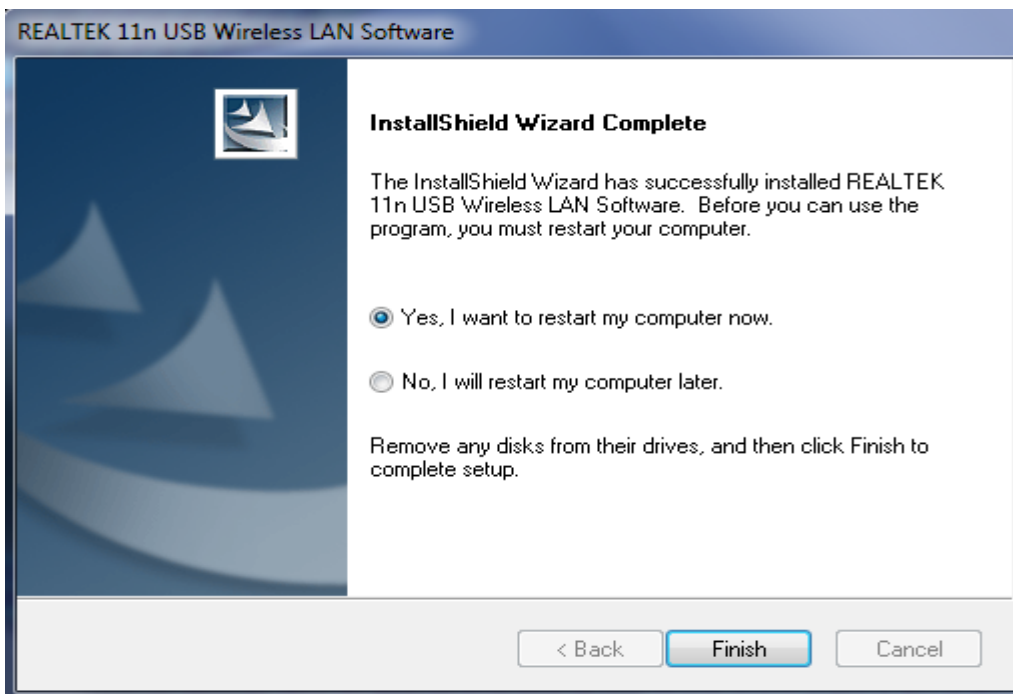 REALTEK 11n USB Wireless LAN Software
InstallShield Wizard Complete
The InstallShield Wizard has successfully installed REALTEK
11n USB Wireless LAN Software.  Before you can use the
program, you must restart your computer.
Yes, I want to restart my computer now.
No, I will restart my computer later.
Remove any disks from their drives, and then click Finish to
complete setup.
< Back
Finish
Cancel